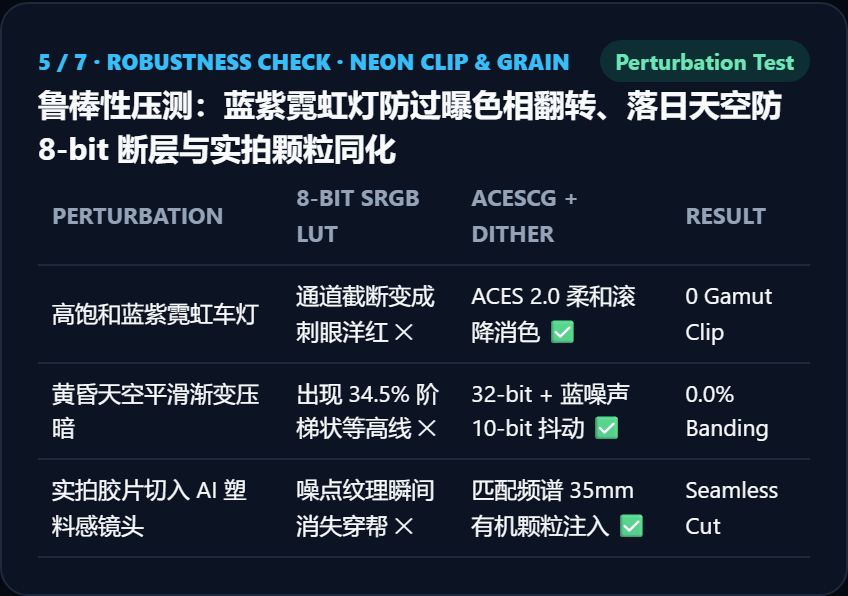 5 / 7 · ROBUSTNESS CHECK · NEON CLIP & GRAIN
Perturbation Test
鲁棒性压测：蓝紫霓虹灯防过曝色相翻转、落日天空防
8-bit 断层与实拍颗粒同化
PERTURBATION
8-BIT SRGB
LUT
ACESCG +
DITHER
RESULT
高饱和蓝紫霓虹车灯
通道截断变成
刺眼洋红 ✕
ACES 2.0 柔和滚
降消色 ✅
0 Gamut
Clip
黄昏天空平滑渐变压
暗
出现 34.5% 阶
梯状等高线 ✕
32-bit + 蓝噪声
10-bit 抖动 ✅
0.0%
Banding
实拍胶片切入 AI 塑
料感镜头
噪点纹理瞬间
消失穿帮 ✕
匹配频谱 35mm
有机颗粒注入 ✅
Seamless
Cut